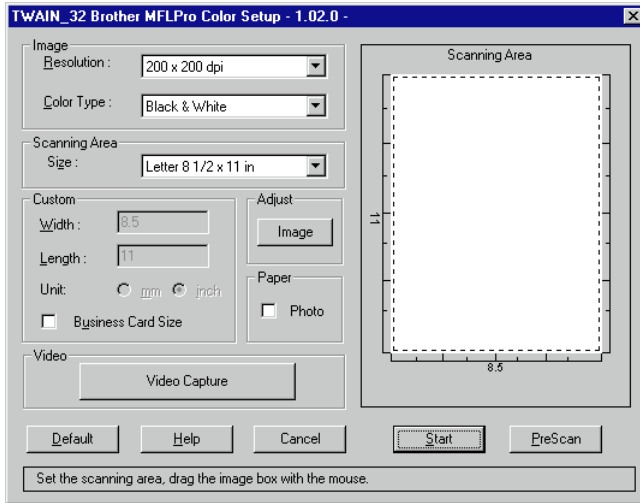 TWAIN_32 Brother MFLPro Color Setup - 1.02.0 -
Image
Resolution :
200 x 200 dpi
Color Type :
Black & White
Scanning Area
Size :
Letter 8 1/2 x 11 in
Custom
Width :
8.5
Length :
11
Unit:
mm
inch
Business Card Size
Adjust
Image
Paper
Photo
Video
Video Capture
Scanning Area
11
8.5
Default
Help
Cancel
Start
PreScan
Set the scanning area, drag the image box with the mouse.